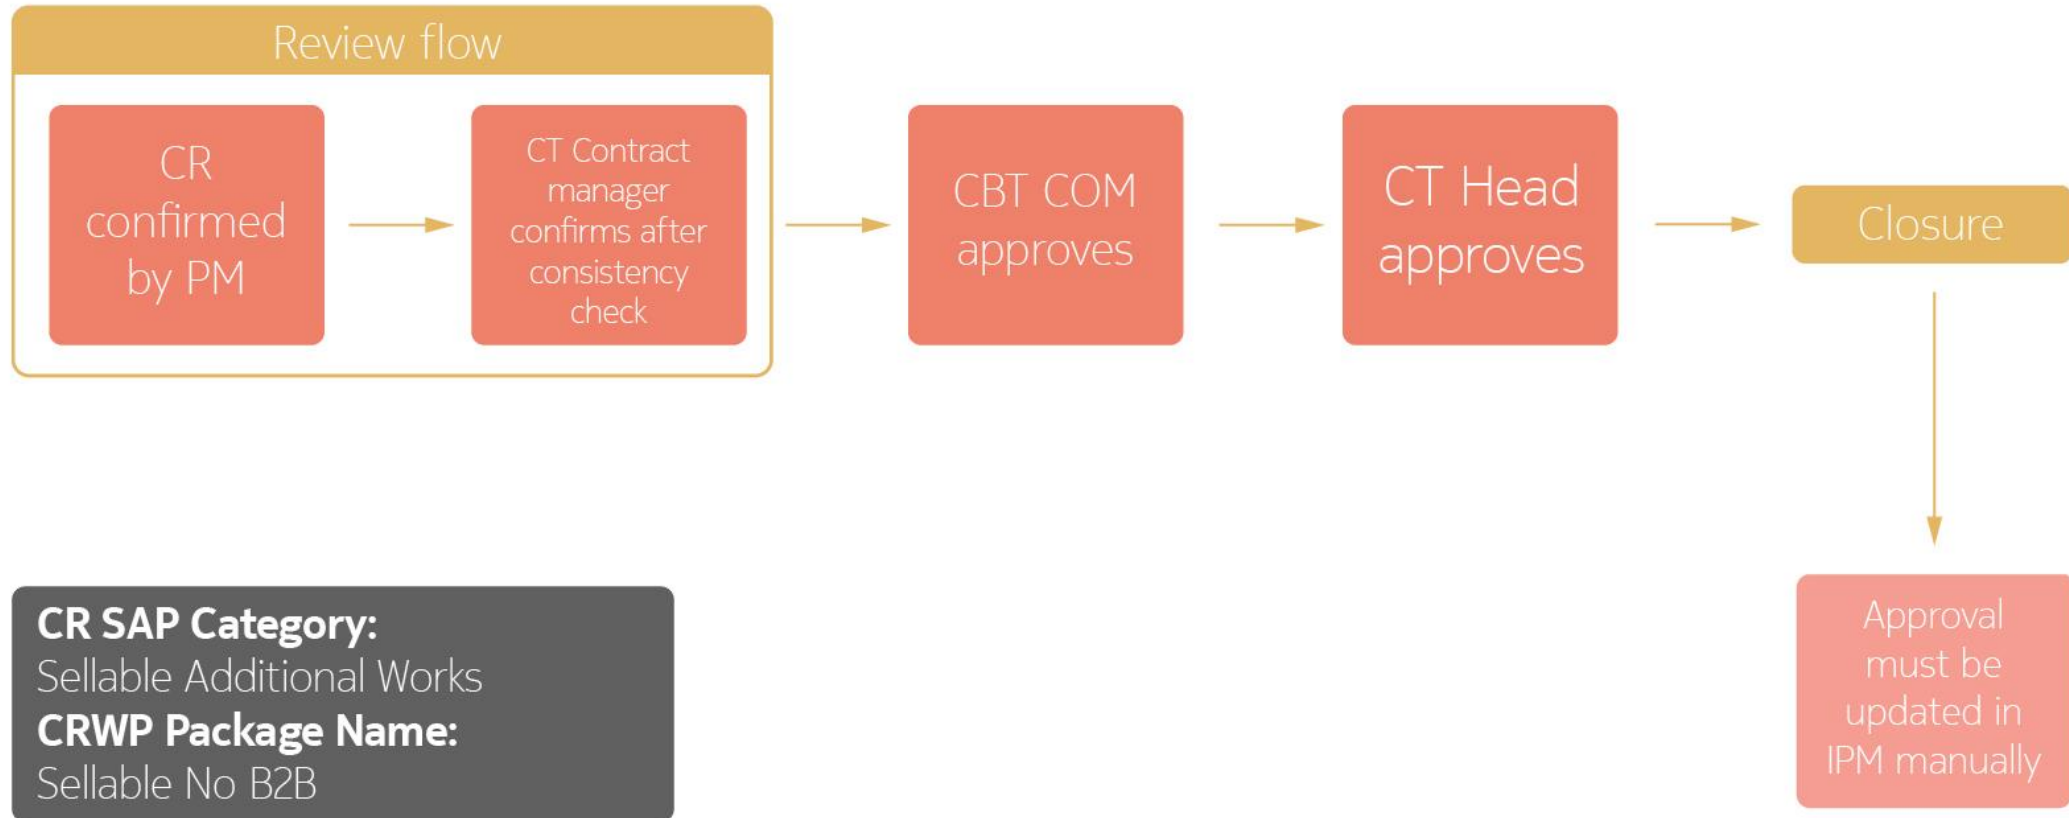 Review flow
CR
confirmed
by PM
CT Contract
manager
confirms after
consistency
check
CBT COM
approves
CT Head
approves
Closure
Approval
must be
updated in
IPM manually
CR SAP Category:
Sellable Additional Works
CRWP Package Name:
Sellable No B2B